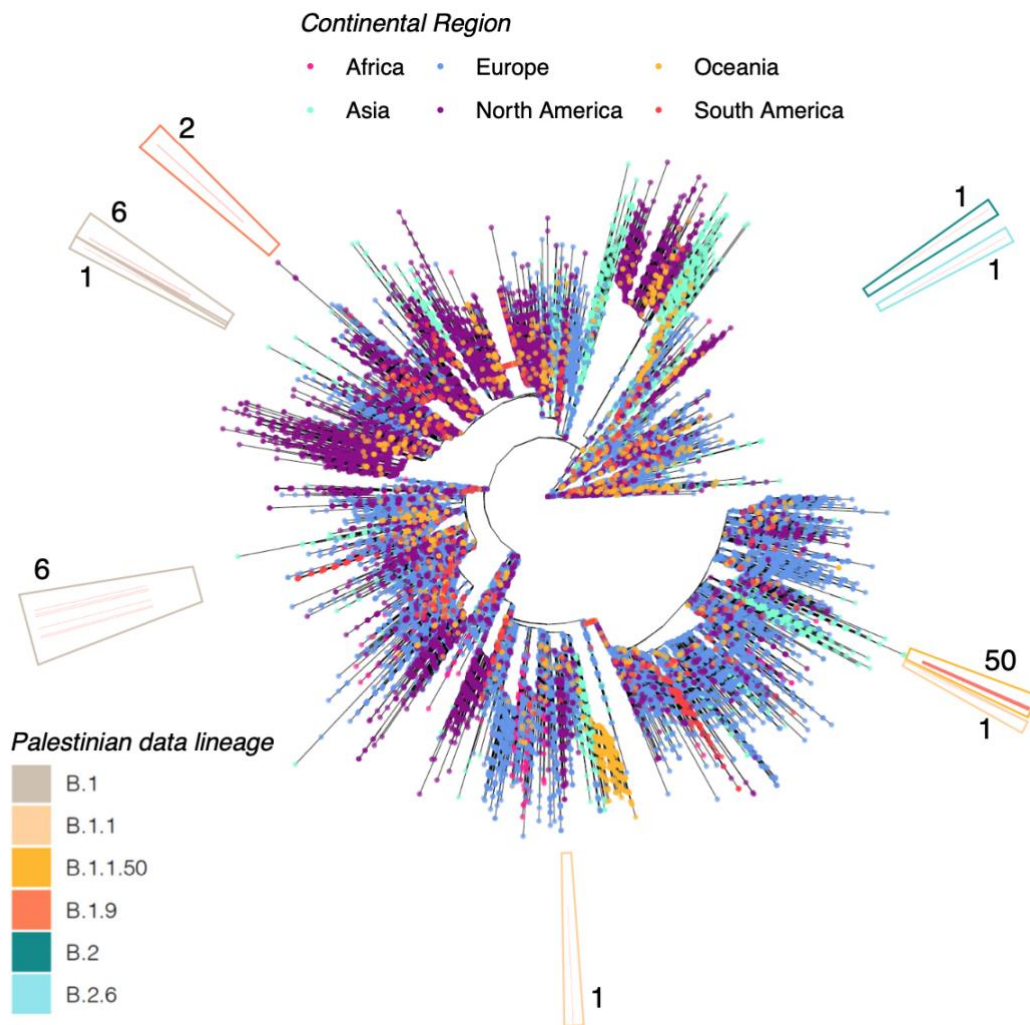 Continental Region
Africa Europe Oceania
Asia North America South America
2
6
1
1
1
6
50
1
1
Palestinian data lineage
B.1
B.1.1
B.1.1.50
B.1.9
B.2
B.2.6